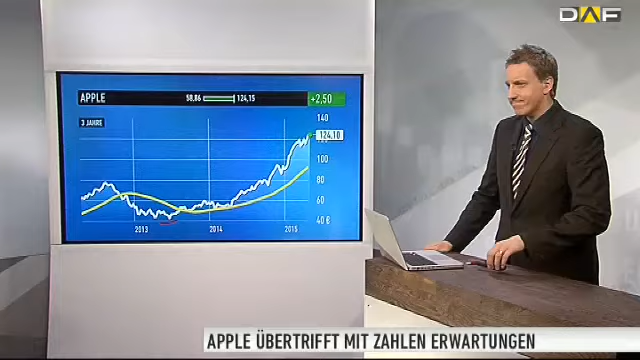 DAF
APPLE 58,86 124,15 +2,50
3 JAHRE
140
124,10
100
80
60
40 €
2013 2014 2015
APPLE ÜBERTRIFFT MIT ZAHLEN ERWARTUNGEN